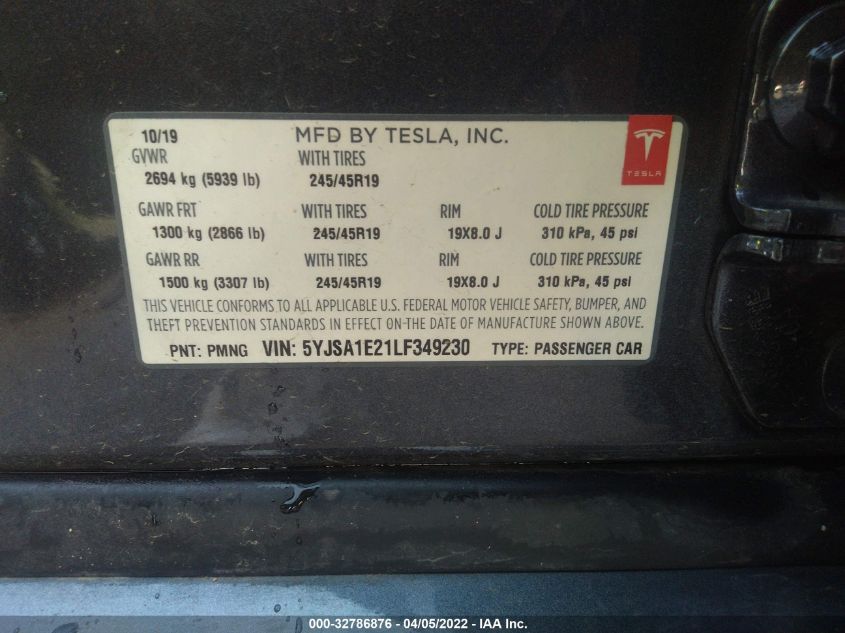 10/19 MFD BY TESLA, INC.
GVWR WITH TIRES
TESLA
2694 kg (5939 lb) 245/45R19
GAWR FRT WITH TIRES RIM COLD TIRE PRESSURE
1300 kg (2866 lb) 245/45R19 19X8.0 J 310 kPa, 45 psi
GAWR RR WITH TIRES RIM COLD TIRE PRESSURE
1500 kg (3307 lb) 245/45R19 19X8.0 J 310 kPa, 45 psi
THIS VEHICLE CONFORMS TO ALL APPLICABLE U.S. FEDERAL MOTOR VEHICLE SAFETY, BUMPER, AND
THEFT PREVENTION STANDARDS IN EFFECT ON-THE DATE OF MANUFACTURE SHOWN ABOVE.
PNT: PMNG VIN: 5YJSA1E21LF349230 TYPE: PASSENGER CAR
000-32786876 - 04/05/2022 - IAA Inc.